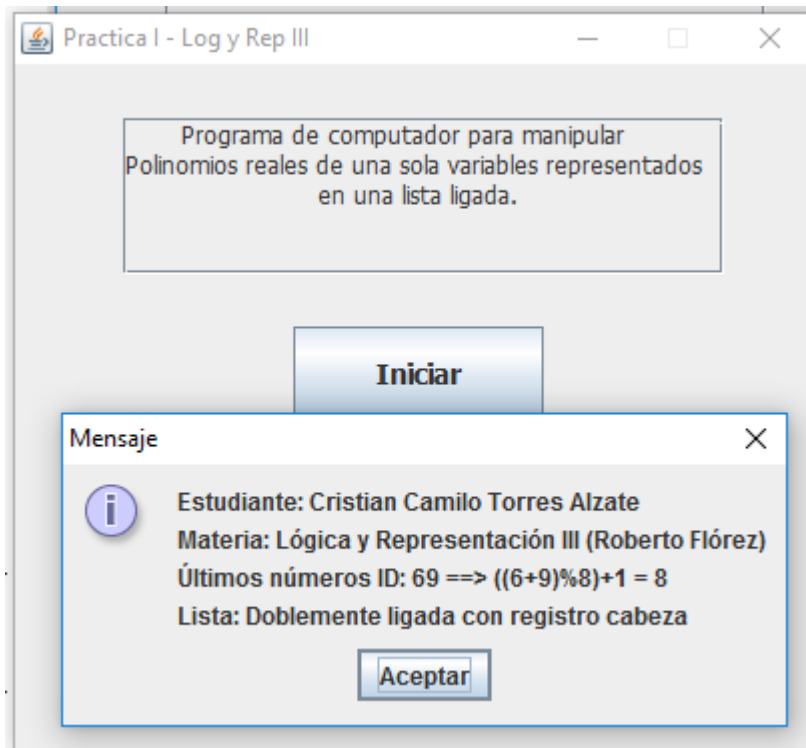 Practica I - Log y Rep III
Programa de computador para manipular
Polinomios reales de una sola variables representados
en una lista ligada.
Iniciar
Mensaje
Estudiante: Cristian Camilo Torres Alzate
Materia: Lógica y Representación III (Roberto Flórez)
Últimos números ID: 69 ==> ((6+9)%8)+1 = 8
Lista: Doblemente ligada con registro cabeza
Aceptar